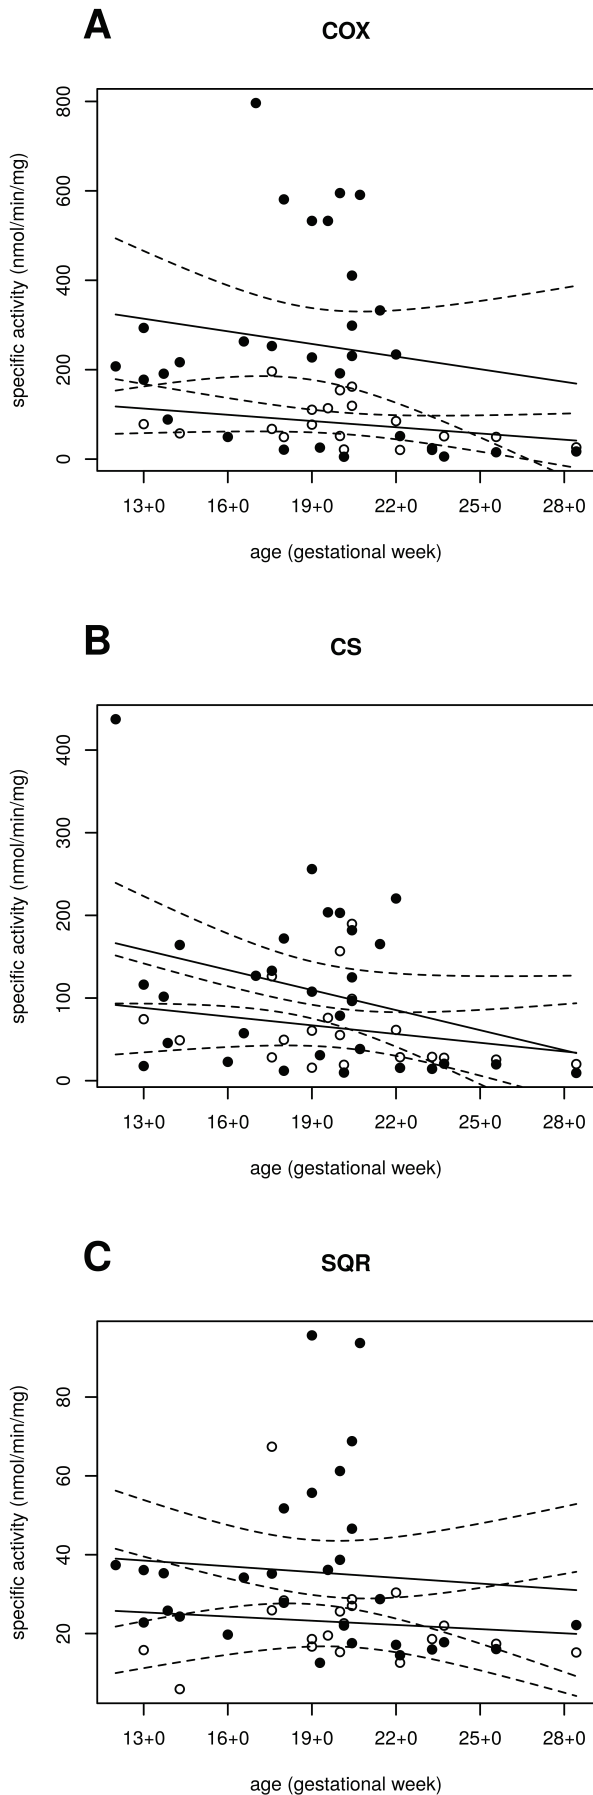 A
COX
specific activity (nmol/min/mg)
800
600
400
200
0
13+0 16+0 19+0 22+0 25+0 28+0
age (gestational week)
B
CS
specific activity (nmol/min/mg)
400
300
200
100
0
13+0 16+0 19+0 22+0 25+0 28+0
age (gestational week)
C
SQR
specific activity (nmol/min/mg)
80
60
40
20
13+0 16+0 19+0 22+0 25+0 28+0
age (gestational week)